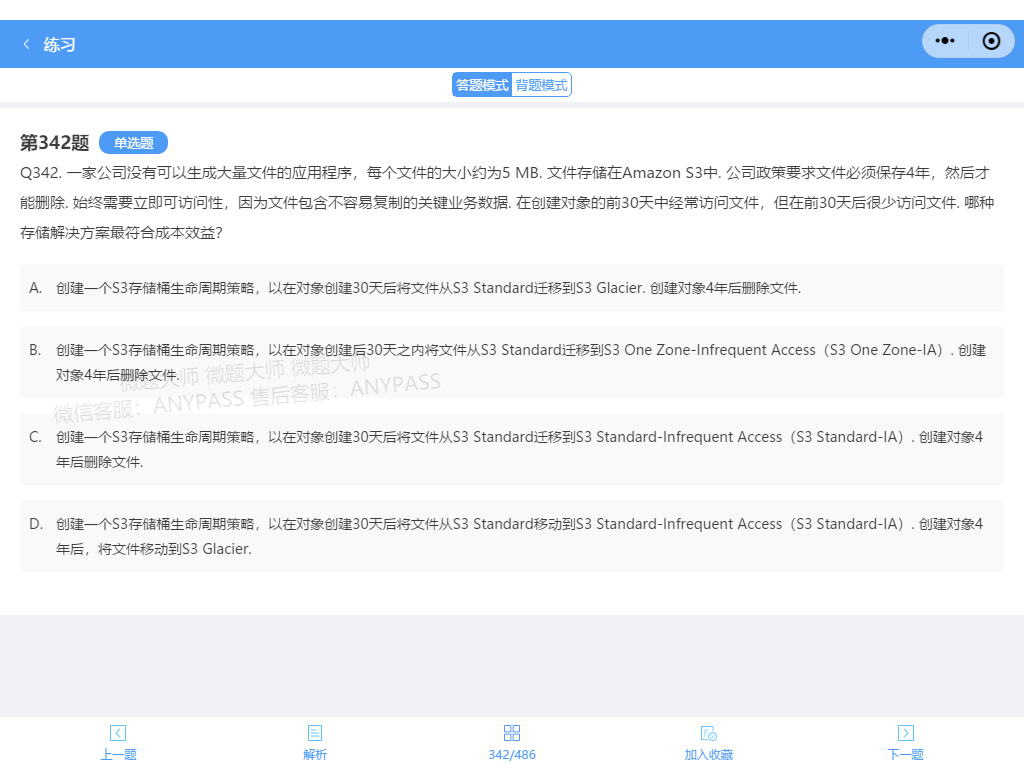 练习
答题模式 背题模式
第342题 单选题
Q342. 一家公司没有可以生成大量文件的应用程序，每个文件的大小约为5 MB. 文件存储在Amazon S3中. 公司政策要求文件必须保存4年，然后才
能删除. 始终需要立即可访问性，因为文件包含不容易复制的关键业务数据. 在创建对象的前30天中经常访问文件，但在前30天后很少访问文件. 哪种
存储解决方案最符合成本效益？
A. 创建一个S3存储桶生命周期策略，以在对象创建30天后将文件从S3 Standard迁移到S3 Glacier. 创建对象4年后删除文件.
B. 创建一个S3存储桶生命周期策略，以在对象创建后30天之内将文件从S3 Standard迁移到S3 One Zone-Infrequent Access（S3 One Zone-IA）. 创建
对象4年后删除文件.
微题大师 微题大师 微题大师
微信客服：ANYPASS 售后客服：ANYPASS
C. 创建一个S3存储桶生命周期策略，以在对象创建30天后将文件从S3 Standard迁移到S3 Standard-Infrequent Access（S3 Standard-IA）. 创建对象4
年后删除文件.
D. 创建一个S3存储桶生命周期策略，以在对象创建30天后将文件从S3 Standard移动到S3 Standard-Infrequent Access（S3 Standard-IA）. 创建对象4
年后，将文件移动到S3 Glacier.
上一题 解析 342/486 加入收藏 下一题